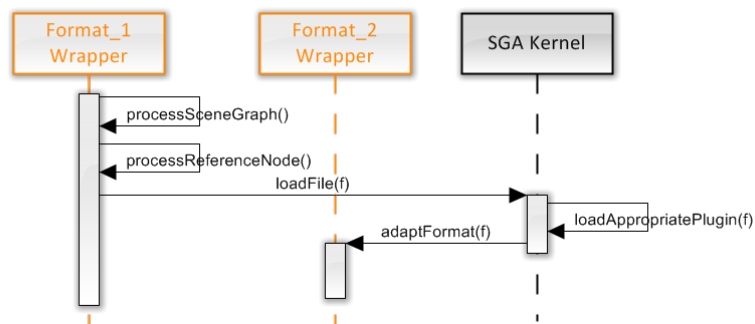 Format_1
Wrapper
Format_2
Wrapper
SGA Kernel
processSceneGraph()
processReferenceNode()
loadFile(f)
loadAppropriatePlugin(f)
adaptFormat(f)